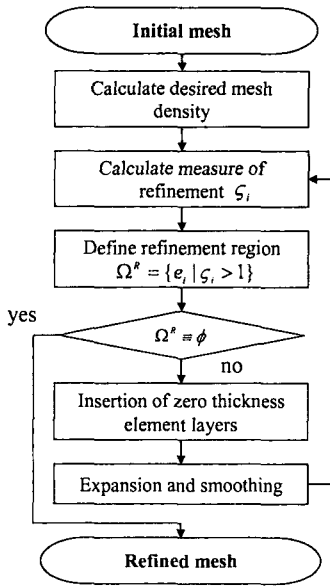 Initial mesh
Calculate desired mesh
density
Calculate measure of
refinement ς_i
Define refinement region
Ω^R = {e_i | ς_i > 1}
yes
Ω^R ≡ ϕ
no
Insertion of zero thickness
element layers
Expansion and smoothing
Refined mesh